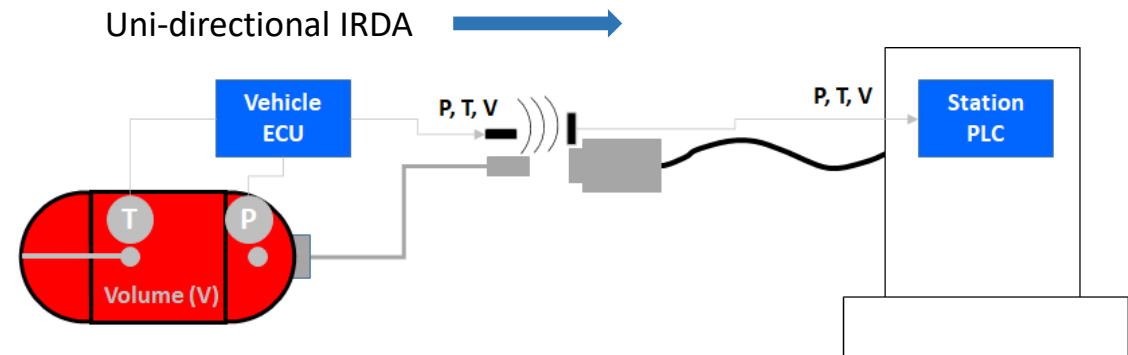 Uni-directional IRDA
Vehicle
ECU
P, T, V
P, T, V
Station
PLC
T
P
Volume (V)